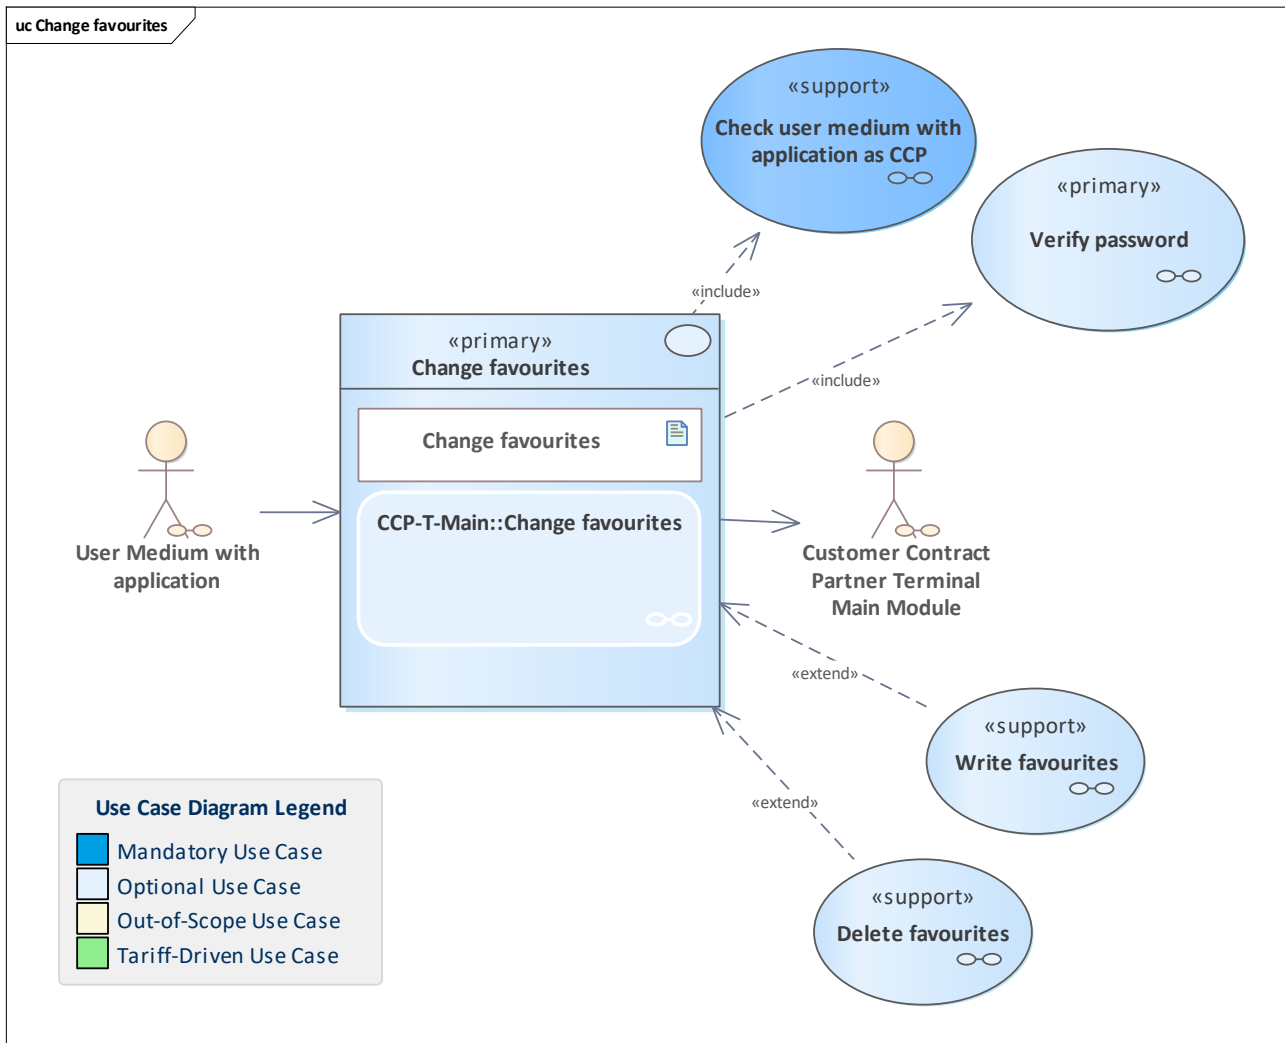 uc Change favourites
«support»
Check user medium with
application as CCP
«primary»
Verify password
«include»
«include»
«primary»
Change favourites
Change favourites
CCP-T-Main::Change favourites
User Medium with
application
Customer Contract
Partner Terminal
Main Module
«extend»
«extend»
«support»
Write favourites
«support»
Delete favourites
Use Case Diagram Legend
Mandatory Use Case
Optional Use Case
Out-of-Scope Use Case
Tariff-Driven Use Case